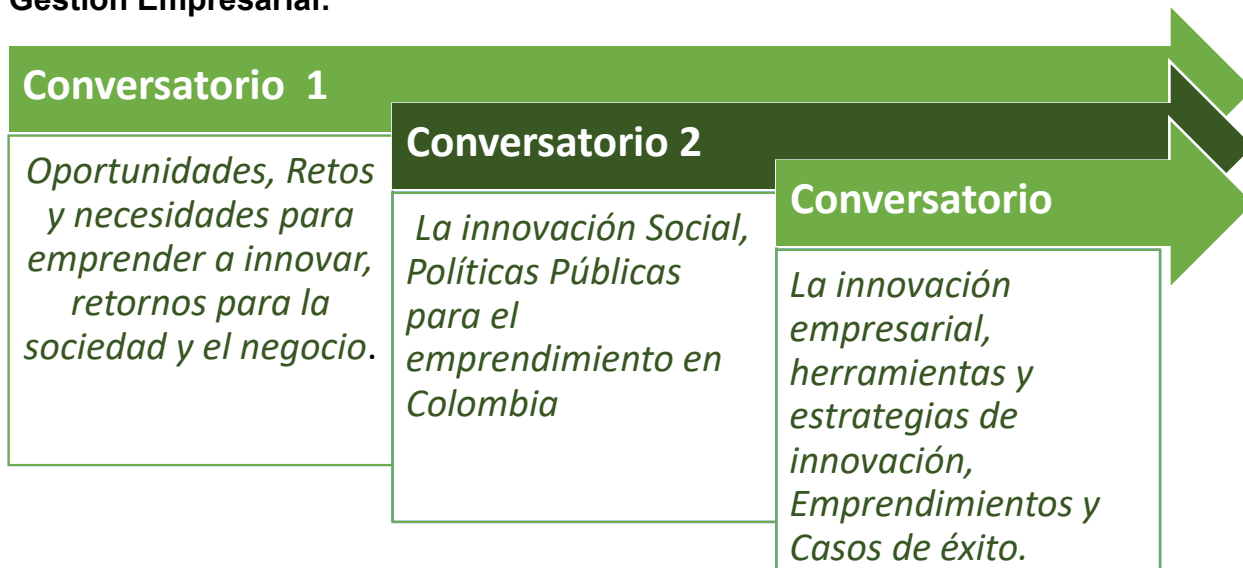 Gestión Empresarial.
Conversatorio 1
Oportunidades, Retos
y necesidades para
emprender a innovar,
retornos para la
sociedad y el negocio.
Conversatorio 2
La innovación Social,
Políticas Públicas
para el
emprendimiento en
Colombia
Conversatorio
La innovación
empresarial,
herramientas y
estrategias de
innovación,
Emprendimientos y
Casos de éxito.